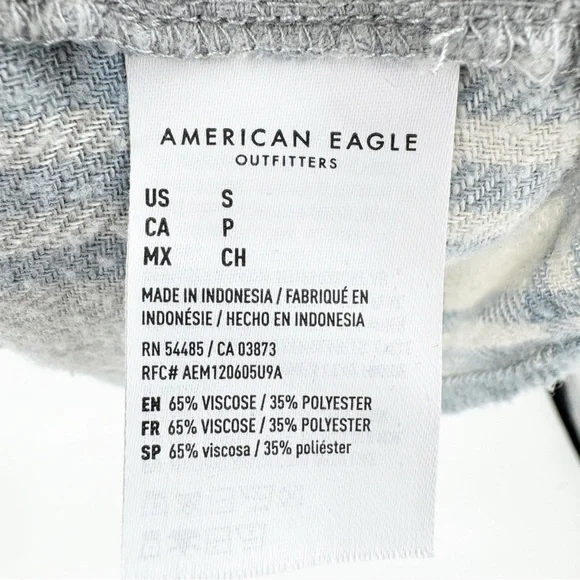 AMERICAN EAGLE
OUTFITTERS
US S
CA P
MX CH
MADE IN INDONESIA / FABRIQUÉ EN
INDONÉSIE / HECHO EN INDONESIA
RN 54485 / CA 03873
RFC# AEM120605U9A
EN 65% VISCOSE / 35% POLYESTER
FR 65% VISCOSE / 35% POLYESTER
SP 65% viscosa / 35% poliéster